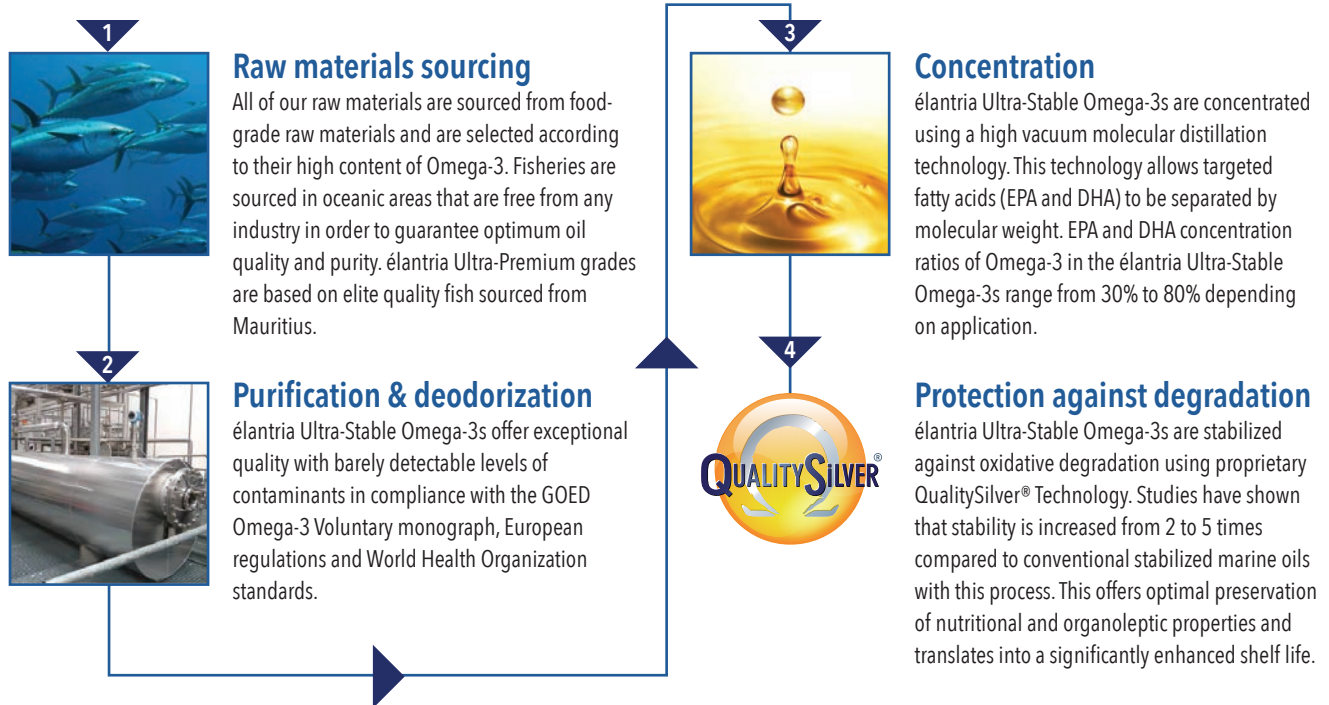 1
Raw materials sourcing
All of our raw materials are sourced from food-
grade raw materials and are selected according
to their high content of Omega-3. Fisheries are
sourced in oceanic areas that are free from any
industry in order to guarantee optimum oil
quality and purity. élantria Ultra-Premium grades
are based on elite quality fish sourced from
Mauritius.
2
Purification & deodorization
élantria Ultra-Stable Omega-3s offer exceptional
quality with barely detectable levels of
contaminants in compliance with the GOED
Omega-3 Voluntary monograph, European
regulations and World Health Organization
standards.
3
Concentration
élantria Ultra-Stable Omega-3s are concentrated
using a high vacuum molecular distillation
technology. This technology allows targeted
fatty acids (EPA and DHA) to be separated by
molecular weight. EPA and DHA concentration
ratios of Omega-3 in the élantria Ultra-Stable
Omega-3s range from 30% to 80% depending
on application.
4
Ω
QUALITYSILVER®
Protection against degradation
élantria Ultra-Stable Omega-3s are stabilized
against oxidative degradation using proprietary
QualitySilver® Technology. Studies have shown
that stability is increased from 2 to 5 times
compared to conventional stabilized marine oils
with this process. This offers optimal preservation
of nutritional and organoleptic properties and
translates into a significantly enhanced shelf life.